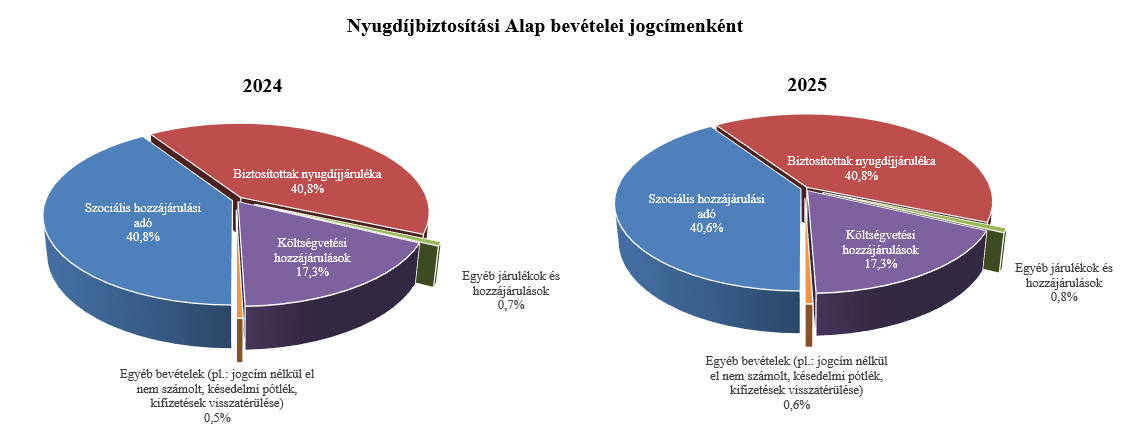 Nyugdíjbiztosítási Alap bevételei jogcímenként
2024
Biztosítottak nyugdíjjáruléka
40,8%
Szociális hozzájárulási
adó
40,8%
Költségvetési
hozzájárulások
17,3%
Egyéb járulékok és
hozzájárulások
0,7%
Egyéb bevételek (pl.: jogcím nélkül el
nem számolt, késedelmi pótlék,
kifizetések visszatérülése)
0,5%
2025
Biztosítottak nyugdíjjáruléka
40,8%
Szociális hozzájárulási
adó
40,6%
Költségvetési
hozzájárulások
17,3%
Egyéb járulékok és
hozzájárulások
0,8%
Egyéb bevételek (pl.: jogcím nélkül
el nem számolt, késedelmi pótlék,
kifizetések visszatérülése)
0,6%